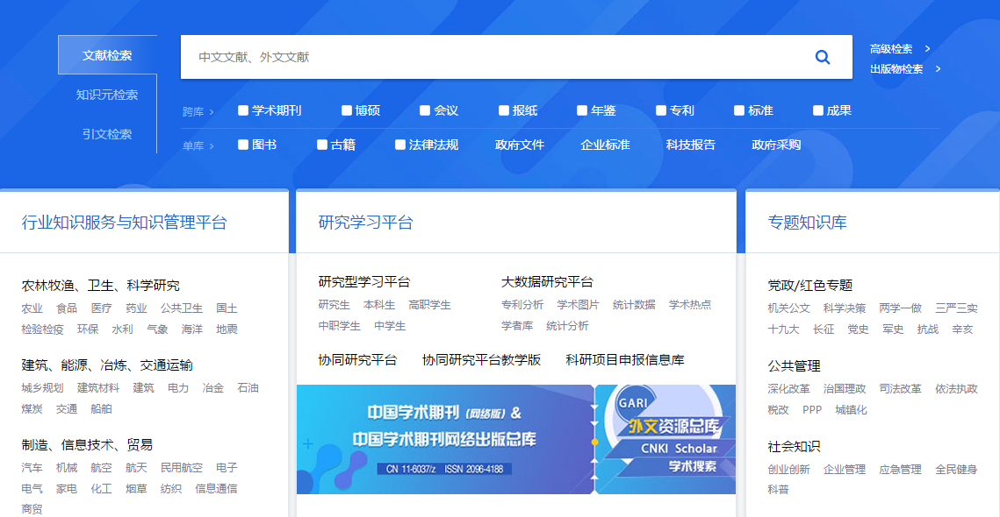 文献检索
知识元检索
引文检索
中文文献、外文文献
高级检索 >
出版物检索 >
跨库 > 学术期刊 博硕 会议 报纸 年鉴 专利 标准 成果
单库 > 图书 古籍 法律法规 政府文件 企业标准 科技报告 政府采购
行业知识服务与知识管理平台
农林牧渔、卫生、科学研究
农业 食品 医疗 药业 公共卫生 国土
检验检疫 环保 水利 气象 海洋 地震
建筑、能源、冶炼、交通运输
城乡规划 建筑材料 建筑 电力 冶金 石油
煤炭 交通 船舶
制造、信息技术、贸易
汽车 机械 航空 航天 民用航空 电子
电气 家电 化工 烟草 纺织 信息通信
商贸
研究学习平台
研究型学习平台
研究生 本科生 高职学生
中职学生 中学生
大数据研究平台
专利分析 学术图片 统计数据 学术热点
学者库 统计分析
协同研究平台 协同研究平台教学版 科研项目申报信息库
中国学术期刊(网络版)&
中国学术期刊网络出版总库
CN 11-6037/z ISSN 2096-4188
GARI
外文资源总库
CNKI Scholar
学术搜索
专题知识库
党政/红色专题
机关公文 科学决策 两学一做 三严三实
十九大 长征 党史 军史 抗战 辛亥
公共管理
深化改革 治国理政 司法改革 依法执政
税改 PPP 城镇化
社会知识
创业创新 企业管理 应急管理 全民健身
科普